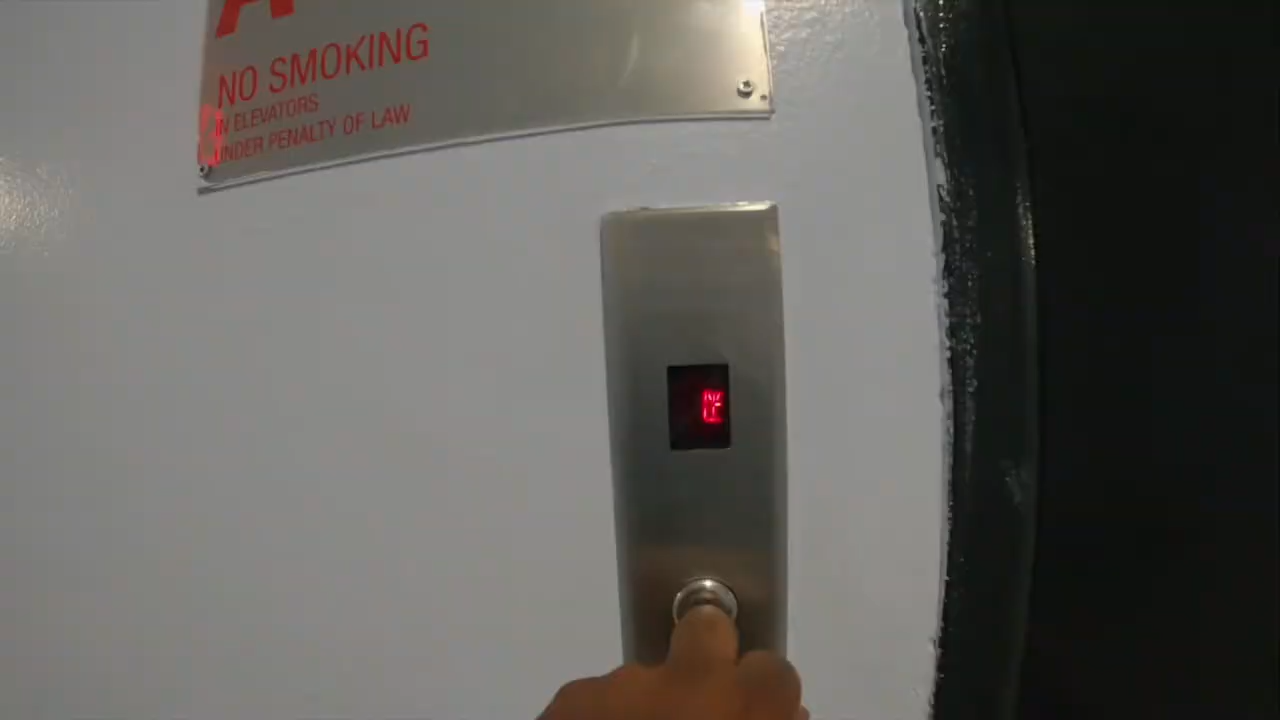 A
NO SMOKING
IN ELEVATORS
UNDER PENALTY OF LAW